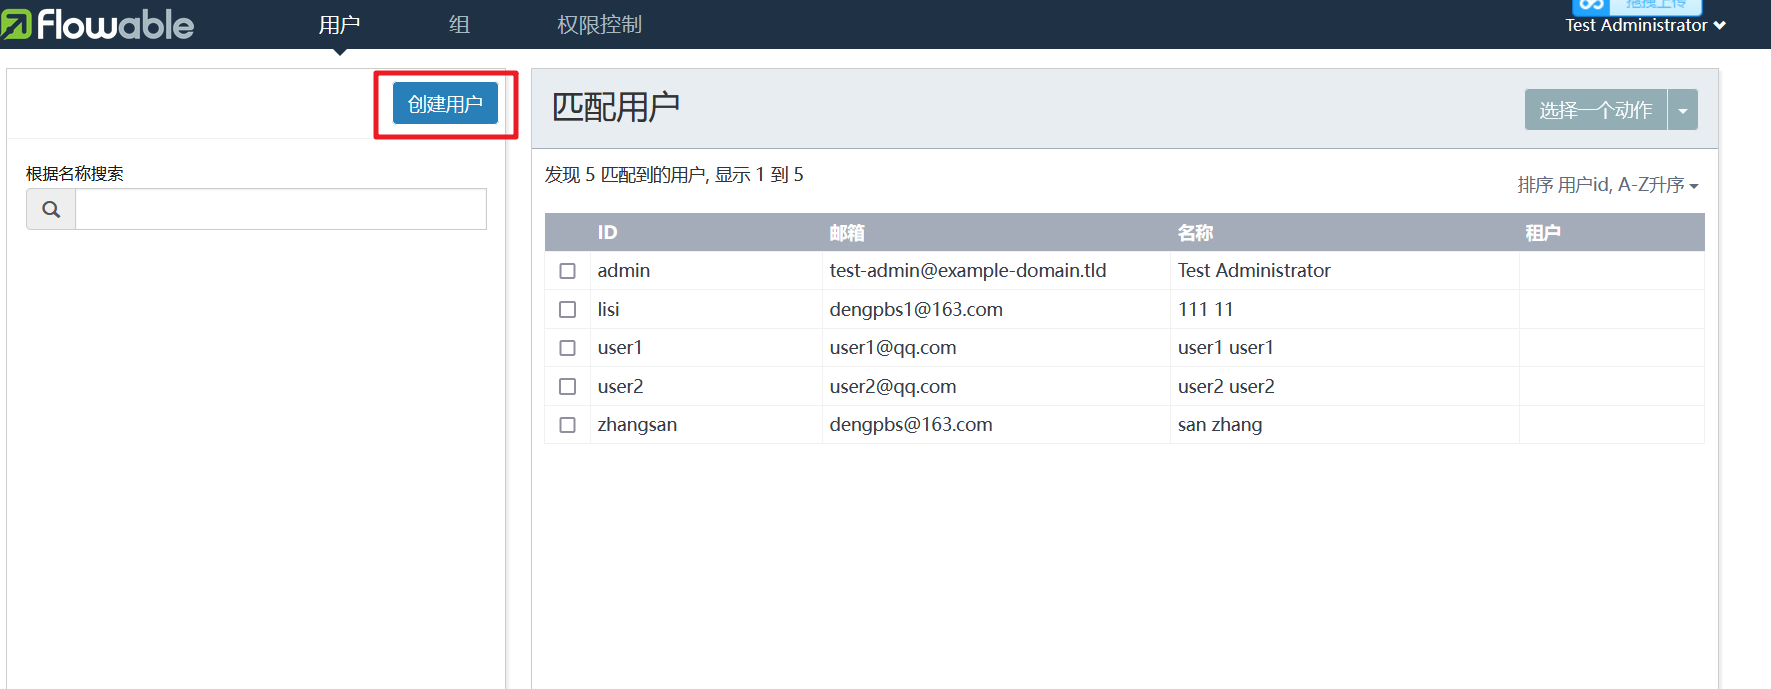 flowable
用户
组
权限控制
拖拽上传
Test Administrator
创建用户
根据名称搜索
匹配用户
选择一个动作
发现 5 匹配到的用户, 显示 1 到 5
排序 用户id, A-Z升序
ID 邮箱 名称 租户
admin test-admin@example-domain.tld Test Administrator
lisi dengpbs1@163.com 111 11
user1 user1@qq.com user1 user1
user2 user2@qq.com user2 user2
zhangsan dengpbs@163.com san zhang